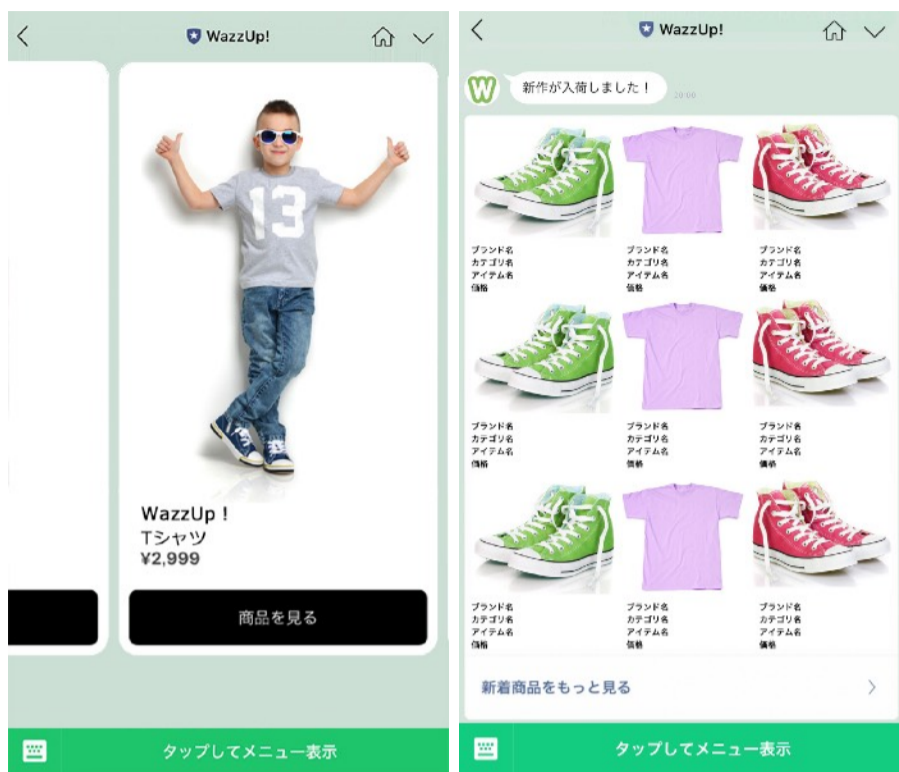 WazzUp!
13
WazzUp！
Tシャツ
¥2,999
商品を見る
タップしてメニュー表示
WazzUp!
W
新作が入荷しました！
ブランド名
カテゴリ名
アイテム名
価格
ブランド名
カテゴリ名
アイテム名
価格
ブランド名
カテゴリ名
アイテム名
価格
ブランド名
カテゴリ名
アイテム名
価格
ブランド名
カテゴリ名
アイテム名
価格
ブランド名
カテゴリ名
アイテム名
価格
ブランド名
カテゴリ名
アイテム名
価格
ブランド名
カテゴリ名
アイテム名
価格
ブランド名
カテゴリ名
アイテム名
価格
新着商品をもっと見る
タップしてメニュー表示